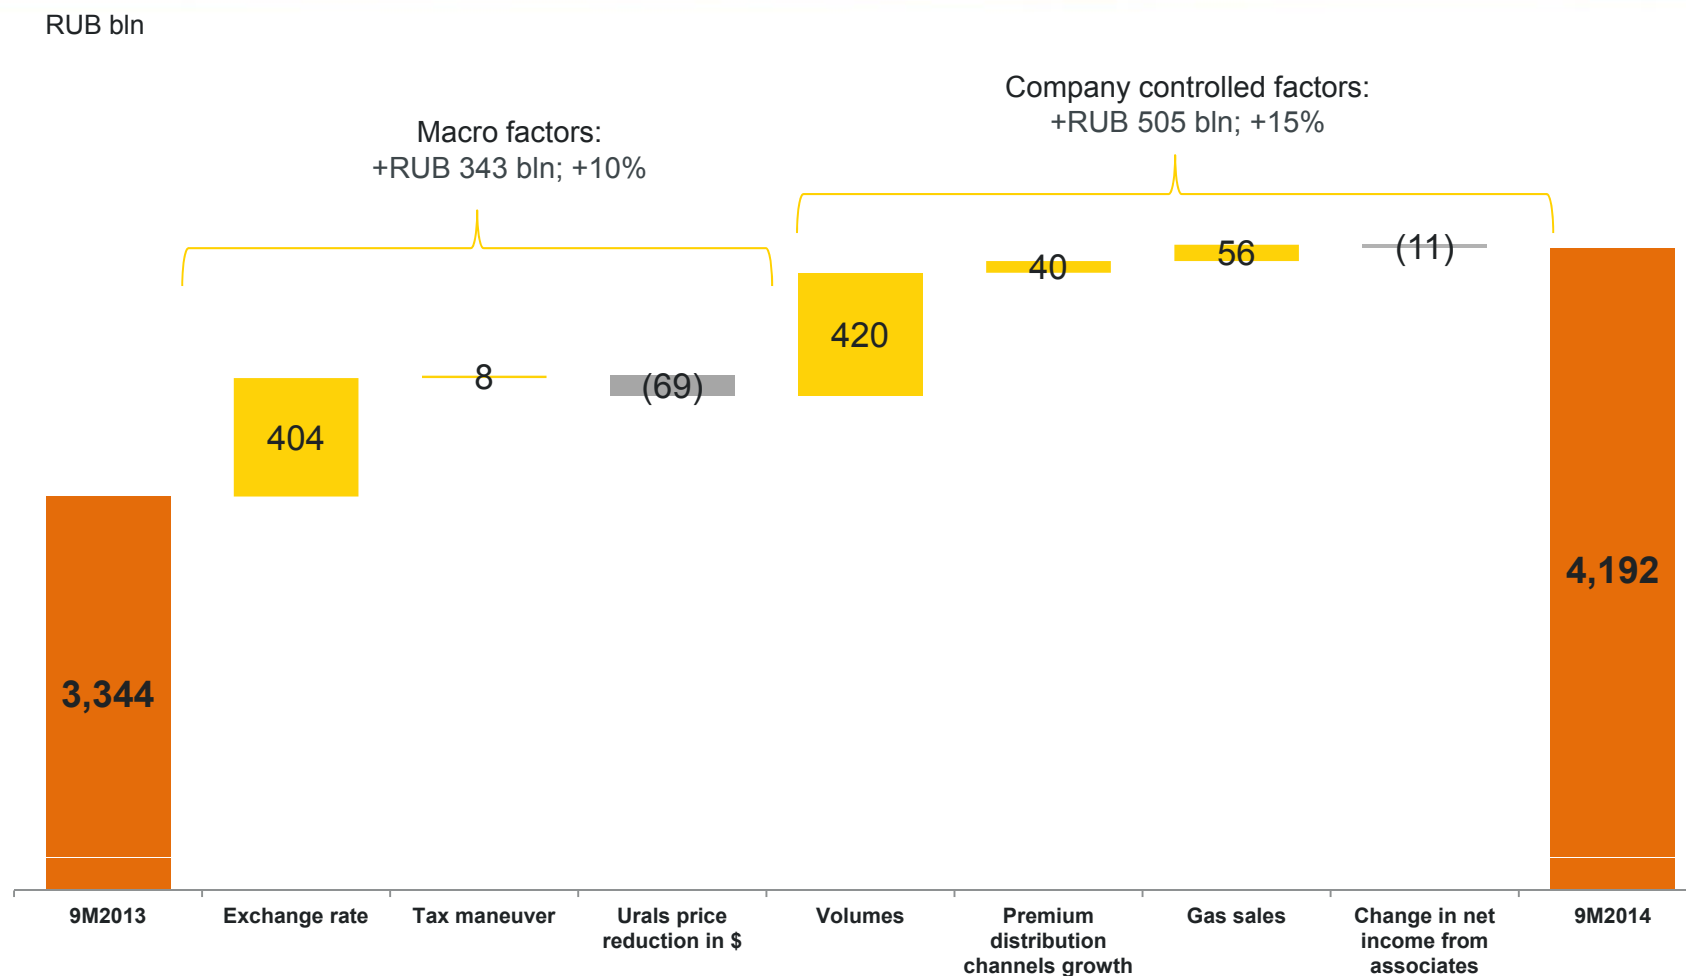 RUB bln
Company controlled factors:
+RUB 505 bln; +15%
Macro factors:
+RUB 343 bln; +10%
404
8
(69)
420
40
56
(11)
3,344
4,192
9M2013
Exchange rate
Tax maneuver
Urals price
reduction in $
Volumes
Premium
distribution
channels growth
Gas sales
Change in net
income from
associates
9M2014